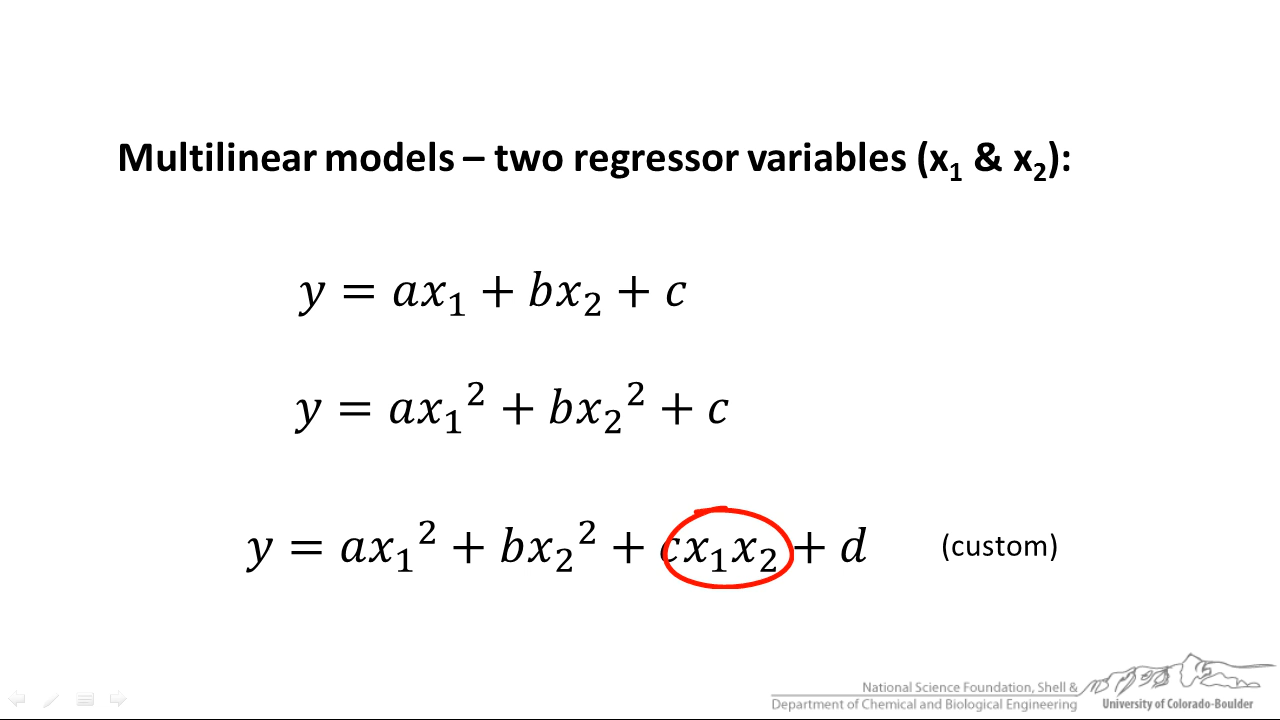 Multilinear models – two regressor variables (x₁ & x₂):
y = ax₁ + bx₂ + c
y = ax₁² + bx₂² + c
y = ax₁² + bx₂² + cx₁x₂ + d (custom)
National Science Foundation, Shell &
Department of Chemical and Biological Engineering
University of Colorado-Boulder